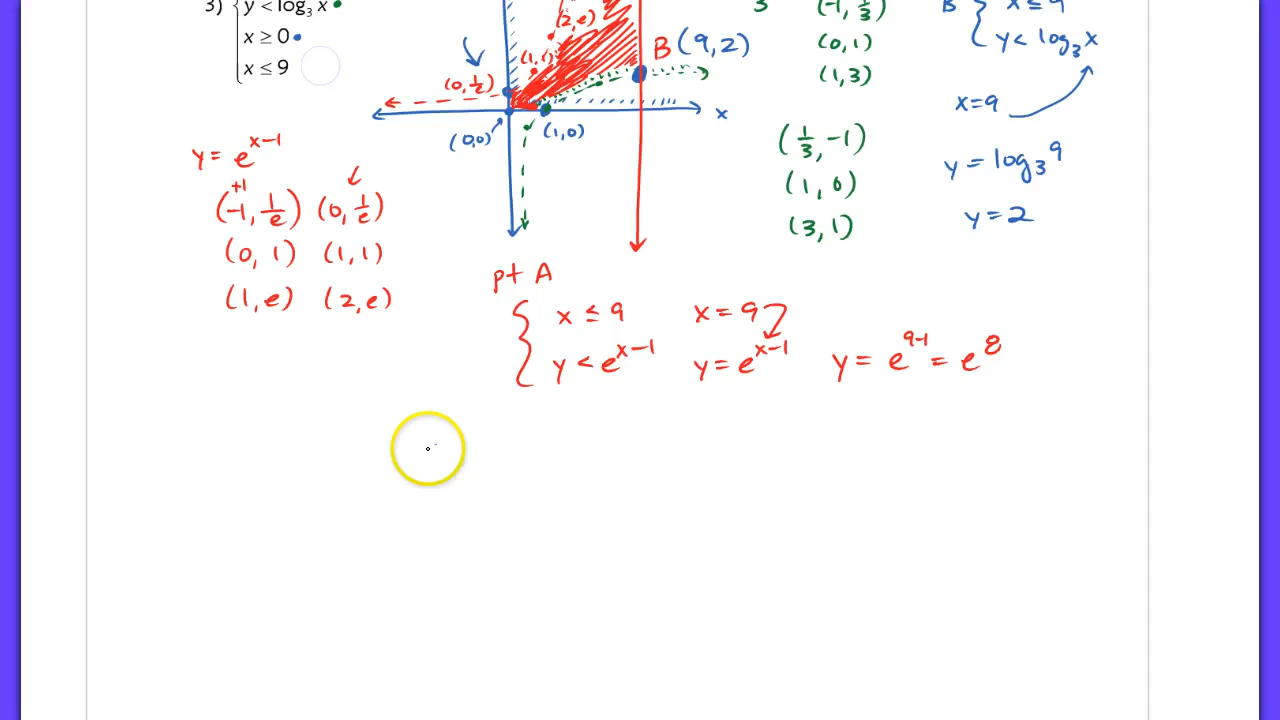 3) { y < log₃ x
x ≥ 0
x ≤ 9
(2, e)
(1, 1)
(0, 1/e)
B (9, 2)
x
(0,0)
(1, 0)
3
(-1, 1/3)
(0, 1)
(1, 3)
(1/3, -1)
(1, 0)
(3, 1)
B { x ≤ 9
y < log₃ x
x = 9
y = log₃ 9
y = 2
y = e^(x-1)
+1
(-1, 1/e) (0, 1/e)
(0, 1) (1, 1)
(1, e) (2, e)
pt A
{ x ≤ 9 x = 9
y < e^(x-1) y = e^(x-1) y = e^(9-1) = e^8